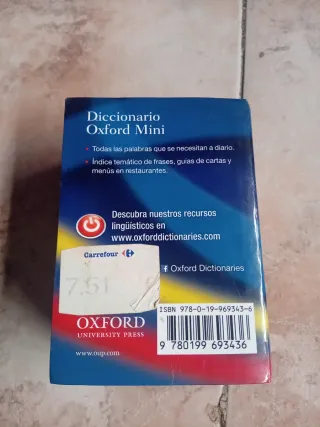 Diccionario
Oxford Mini
• Todas las palabras que se necesitan a diario.
• Índice temático de frases, guías de cartas y
menús en restaurantes.
Descubra nuestros recursos
lingüísticos en
www.oxforddictionaries.com
Carrefour
7,51
Oxford Dictionaries
ISBN 978-0-19-969343-6
OXFORD
UNIVERSITY PRESS
www.oup.com
9 780199 693436